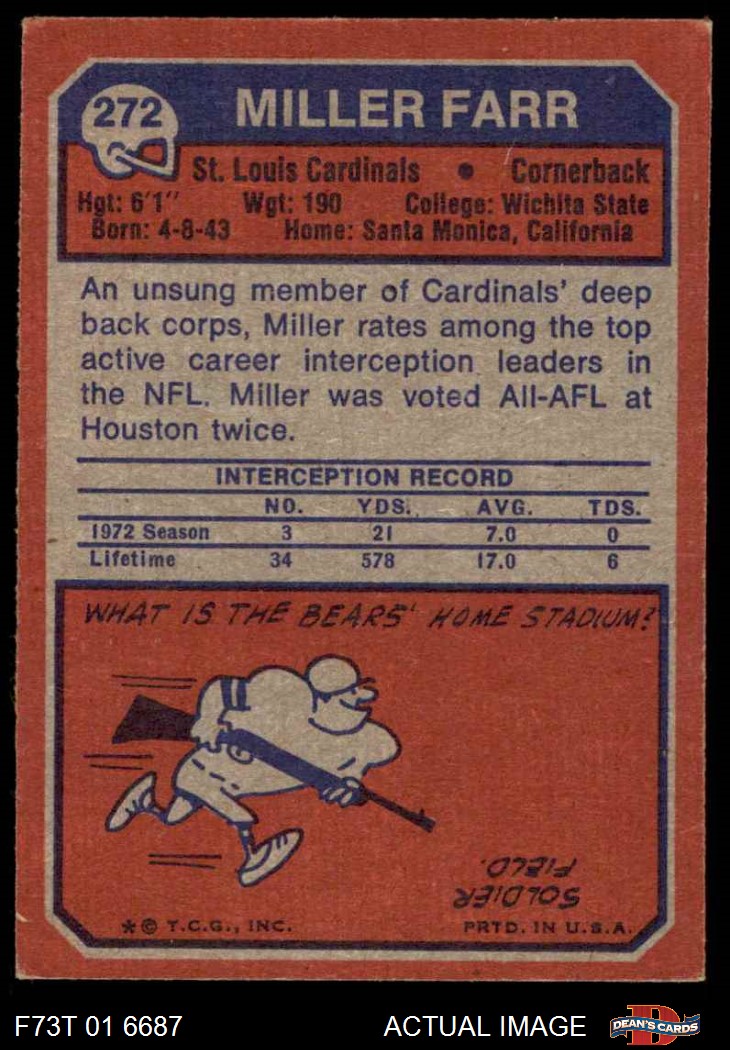 272
MILLER FARR
St. Louis Cardinals • Cornerback
Hgt: 6'1" Wgt: 190 College: Wichita State
Born: 4-8-43 Home: Santa Monica, California
An unsung member of Cardinals' deep
back corps, Miller rates among the top
active career interception leaders in
the NFL. Miller was voted All-AFL at
Houston twice.
INTERCEPTION RECORD
NO. YDS. AVG. TDS.
1972 Season 3 21 7.0 0
Lifetime 34 578 17.0 6
WHAT IS THE BEARS' HOME STADIUM?
SOLDIER
FIELD.
*© T.C.G., INC. PRTD. IN U.S.A.
F73T 01 6687 ACTUAL IMAGE
D
DEAN'S CARDS